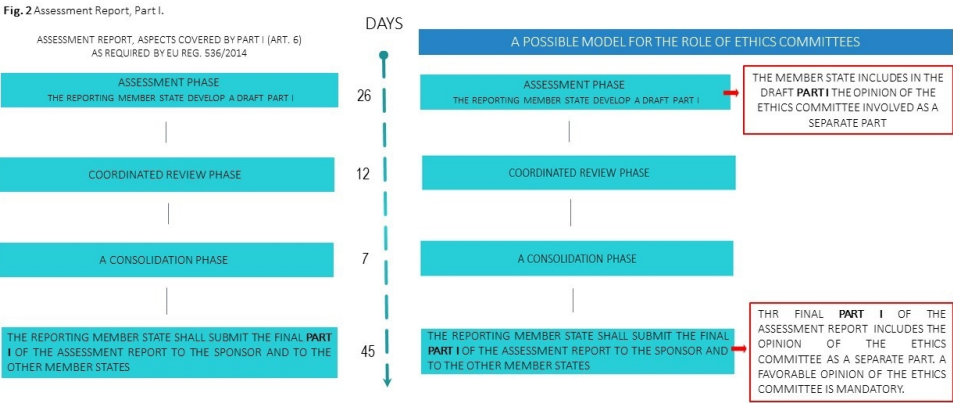 Fig. 2 Assessment Report, Part I.
DAYS
ASSESSMENT REPORT, ASPECTS COVERED BY PART I (ART. 6)
AS REQUIRED BY EU REG. 536/2014
A POSSIBLE MODEL FOR THE ROLE OF ETHICS COMMITTEES
ASSESSMENT PHASE
THE REPORTING MEMBER STATE DEVELOP A DRAFT PART I
26
ASSESSMENT PHASE
THE REPORTING MEMBER STATE DEVELOP A DRAFT PART I
THE MEMBER STATE INCLUDES IN THE
DRAFT PART I THE OPINION OF THE
ETHICS COMMITTEE INVOLVED AS A
SEPARATE PART
COORDINATED REVIEW PHASE
12
COORDINATED REVIEW PHASE
A CONSOLIDATION PHASE
7
A CONSOLIDATION PHASE
THE REPORTING MEMBER STATE SHALL SUBMIT THE FINAL PART
I OF THE ASSESSMENT REPORT TO THE SPONSOR AND TO THE
OTHER MEMBER STATES
45
THE REPORTING MEMBER STATE SHALL SUBMIT THE FINAL
PART I OF THE ASSESSMENT REPORT TO THE SPONSOR AND
TO THE OTHER MEMBER STATES
THR FINAL PART I OF THE
ASSESSMENT REPORT INCLUDES THE
OPINION OF THE ETHICS
COMMITTEE AS A SEPARATE PART. A
FAVORABLE OPINION OF THE ETHICS
COMMITTEE IS MANDATORY.